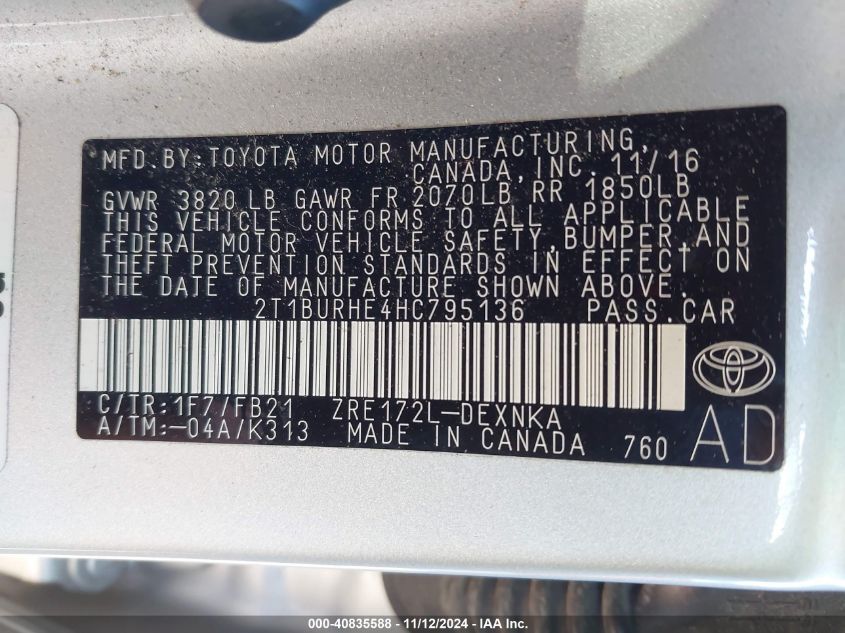 MFD BY:TOYOTA MOTOR MANUFACTURING,
CANADA, INC. 11/16
GVWR 3820 LB GAWR FR 2070LB RR 1850LB
THIS VEHICLE CONFORMS TO ALL APPLICABLE
FEDERAL MOTOR VEHICLE SAFETY, BUMPER, AND
THEFT PREVENTION STANDARDS IN EFFECT ON
THE DATE OF MANUFACTURE SHOWN ABOVE.
2T1BURHE4HC795136 PASS.CAR
C/TR:1F7/FB21 ZRE172L-DEXNKA
A/TM:-04A/K313 MADE IN CANADA 760
AD
000-40835588 - 11/12/2024 - IAA Inc.